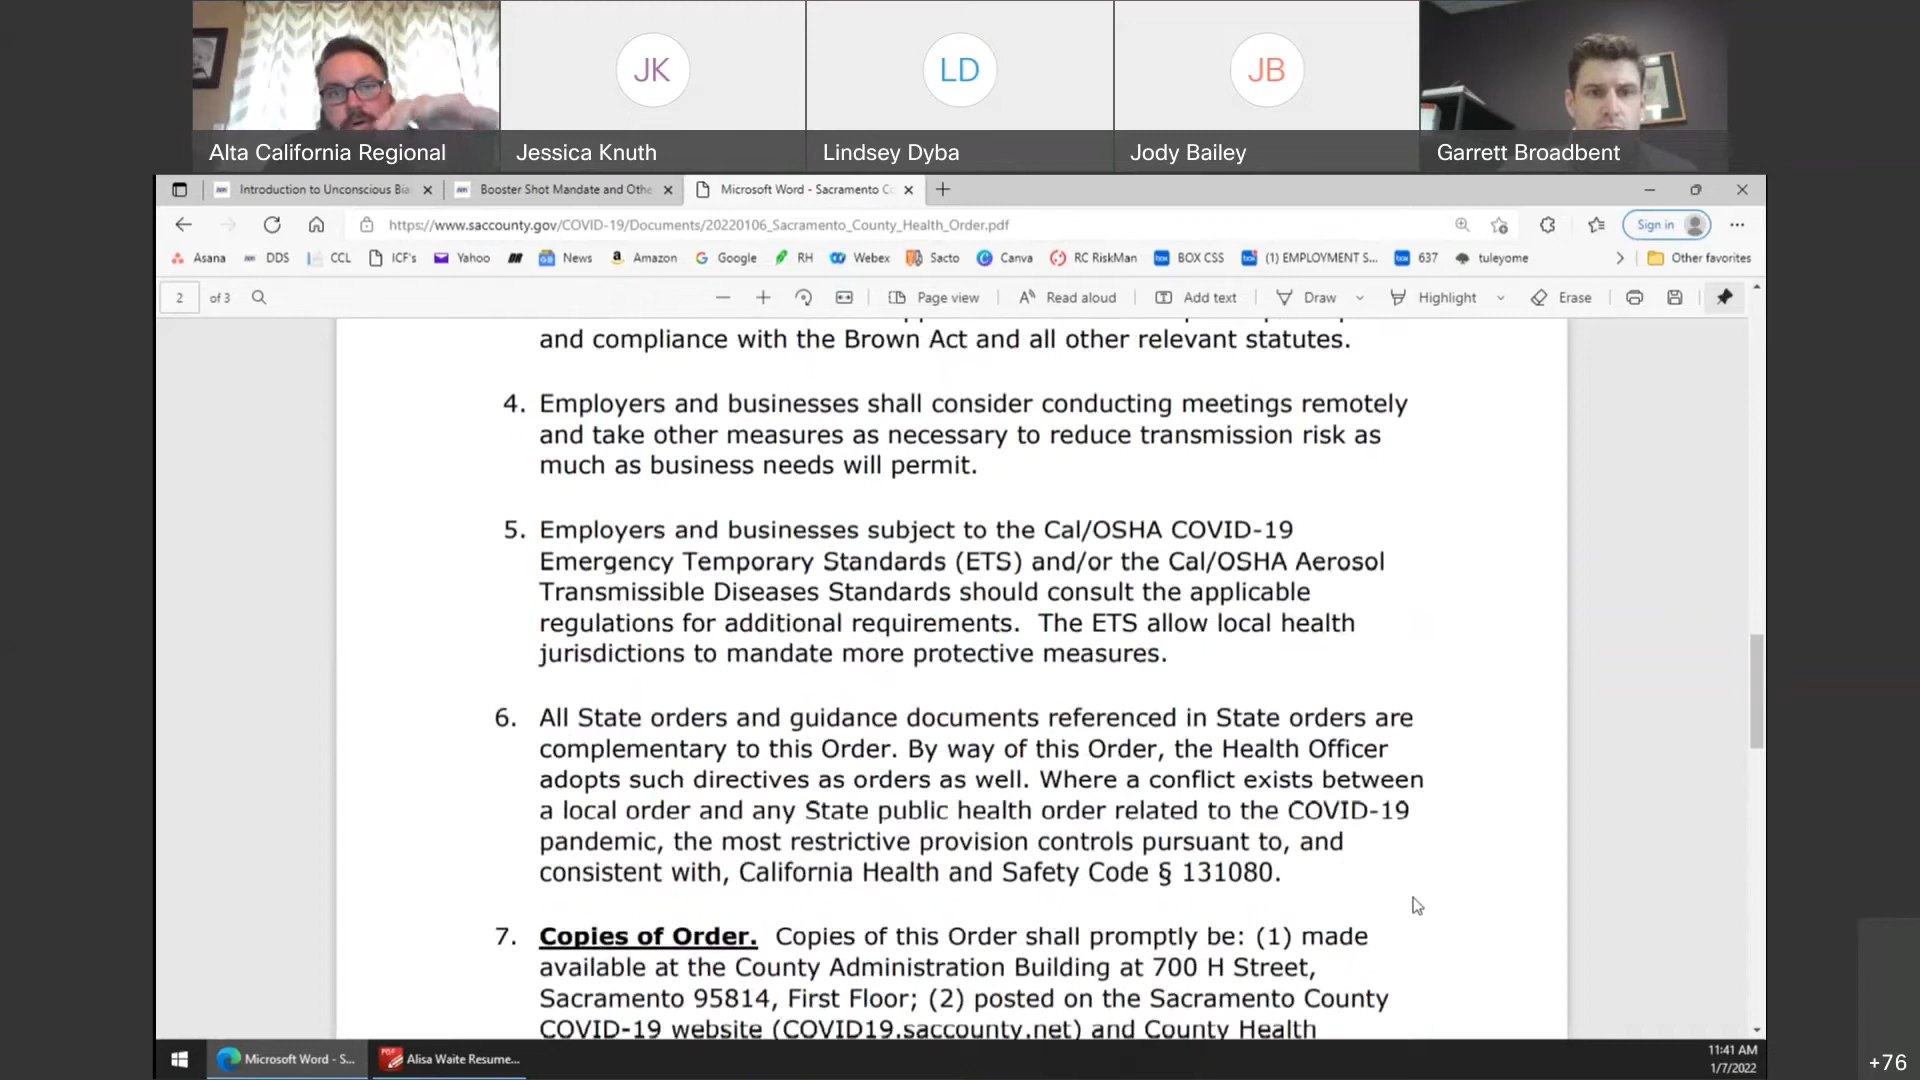 JK
LD
JB
Alta California Regional
Jessica Knuth
Lindsey Dyba
Jody Bailey
Garrett Broadbent
Introduction to Unconscious Bia
Booster Shot Mandate and Othe
Microsoft Word - Sacramento Co
https://www.saccounty.gov/COVID-19/Documents/20220106_Sacramento_County_Health_Order.pdf
Sign in
Asana
DDS
CCL
ICF's
Yahoo
News
Amazon
Google
RH
Webex
Sacto
Canva
RC RiskMan
BOX CSS
(1) EMPLOYMENT S...
637
tuleyome
Other favorites
2 of 3
Page view
Read aloud
Add text
Draw
Highlight
Erase
and compliance with the Brown Act and all other relevant statutes.
4. Employers and businesses shall consider conducting meetings remotely
and take other measures as necessary to reduce transmission risk as
much as business needs will permit.
5. Employers and businesses subject to the Cal/OSHA COVID-19
Emergency Temporary Standards (ETS) and/or the Cal/OSHA Aerosol
Transmissible Diseases Standards should consult the applicable
regulations for additional requirements. The ETS allow local health
jurisdictions to mandate more protective measures.
6. All State orders and guidance documents referenced in State orders are
complementary to this Order. By way of this Order, the Health Officer
adopts such directives as orders as well. Where a conflict exists between
a local order and any State public health order related to the COVID-19
pandemic, the most restrictive provision controls pursuant to, and
consistent with, California Health and Safety Code § 131080.
7. Copies of Order. Copies of this Order shall promptly be: (1) made
available at the County Administration Building at 700 H Street,
Sacramento 95814, First Floor; (2) posted on the Sacramento County
COVID-19 website (COVID19.saccounty.net) and County Health
Microsoft Word - S...
Alisa Waite Resume...
11:41 AM
1/7/2022
+76